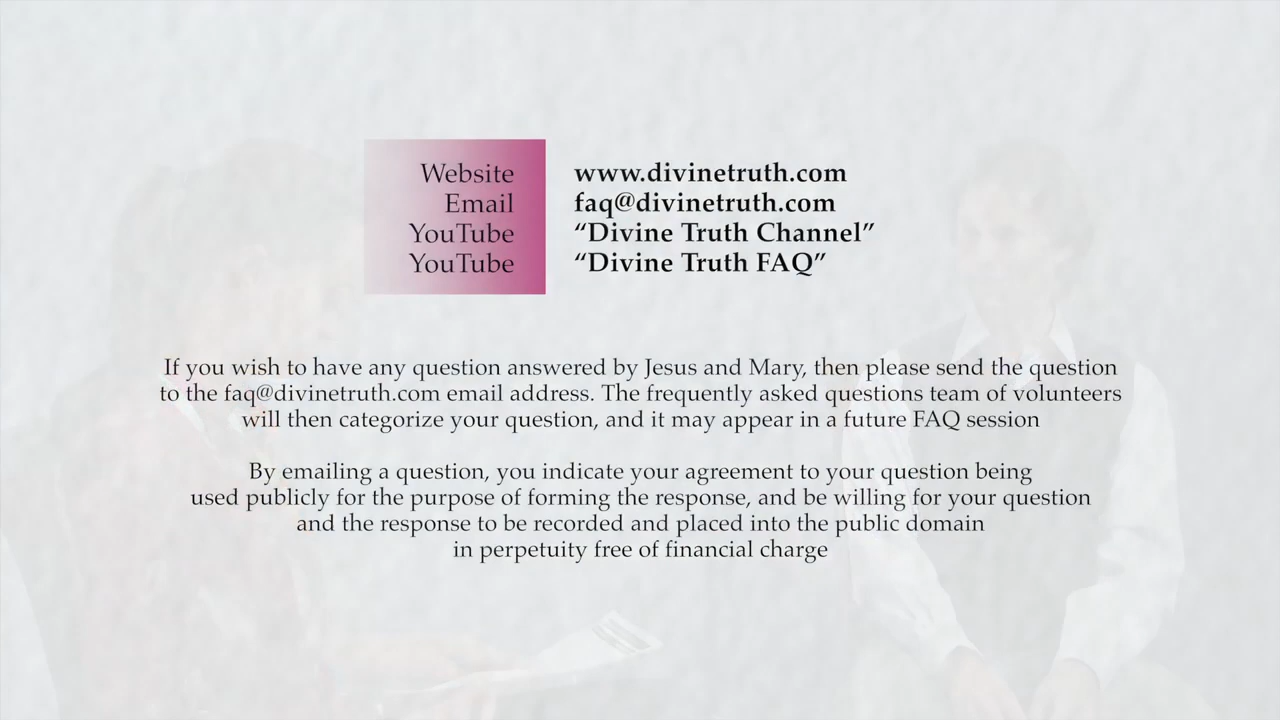 Website www.divinetruth.com
Email faq@divinetruth.com
YouTube “Divine Truth Channel”
YouTube “Divine Truth FAQ”
If you wish to have any question answered by Jesus and Mary, then please send the question
to the faq@divinetruth.com email address. The frequently asked questions team of volunteers
will then categorize your question, and it may appear in a future FAQ session
By emailing a question, you indicate your agreement to your question being
used publicly for the purpose of forming the response, and be willing for your question
and the response to be recorded and placed into the public domain
in perpetuity free of financial charge